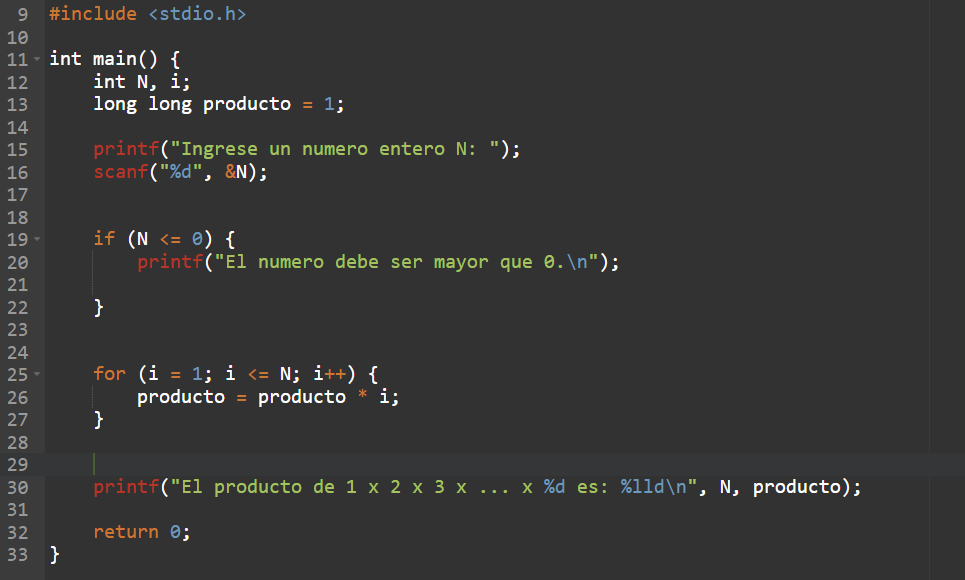 9 #include <stdio.h>
10
11 int main() {
12     int N, i;
13     long long producto = 1;
14
15     printf("Ingrese un numero entero N: ");
16     scanf("%d", &N);
17
18
19     if (N <= 0) {
20         printf("El numero debe ser mayor que 0.\n");
21
22     }
23
24
25     for (i = 1; i <= N; i++) {
26         producto = producto * i;
27     }
28
29
30     printf("El producto de 1 x 2 x 3 x ... x %d es: %lld\n", N, producto);
31
32     return 0;
33 }